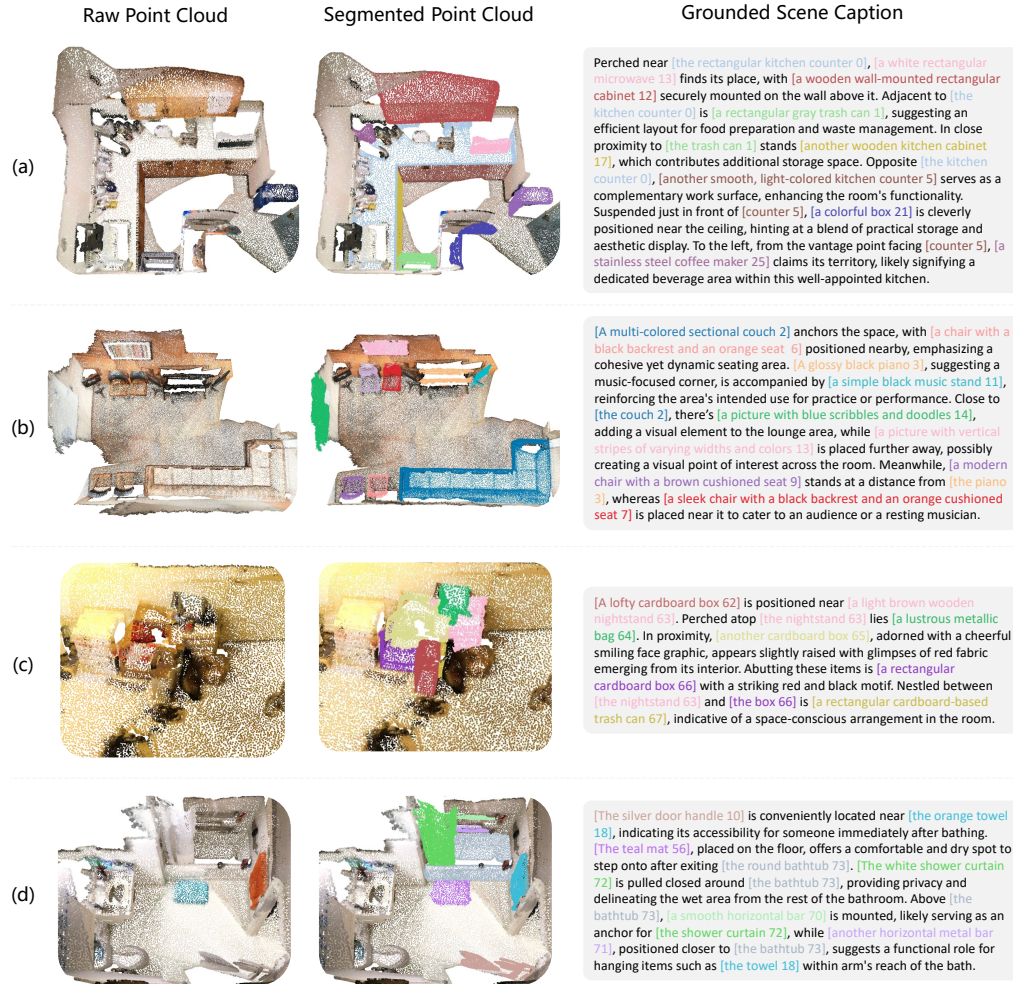 Raw Point Cloud
Segmented Point Cloud
Grounded Scene Caption
(a)
Perched near [the rectangular kitchen counter 0], [a white rectangular
microwave 13] finds its place, with [a wooden wall-mounted rectangular
cabinet 12] securely mounted on the wall above it. Adjacent to [the
kitchen counter 0] is [a rectangular gray trash can 1], suggesting an
efficient layout for food preparation and waste management. In close
proximity to [the trash can 1] stands [another wooden kitchen cabinet
17], which contributes additional storage space. Opposite [the kitchen
counter 0], [another smooth, light-colored kitchen counter 5] serves as a
complementary work surface, enhancing the room's functionality.
Suspended just in front of [counter 5], [a colorful box 21] is cleverly
positioned near the ceiling, hinting at a blend of practical storage and
aesthetic display. To the left, from the vantage point facing [counter 5], [a
stainless steel coffee maker 25] claims its territory, likely signifying a
dedicated beverage area within this well-appointed kitchen.
(b)
[A multi-colored sectional couch 2] anchors the space, with [a chair with a
black backrest and an orange seat 6] positioned nearby, emphasizing a
cohesive yet dynamic seating area. [A glossy black piano 3], suggesting a
music-focused corner, is accompanied by [a simple black music stand 11],
reinforcing the area's intended use for practice or performance. Close to
[the couch 2], there's [a picture with blue scribbles and doodles 14],
adding a visual element to the lounge area, while [a picture with vertical
stripes of varying widths and colors 13] is placed further away, possibly
creating a visual point of interest across the room. Meanwhile, [a modern
chair with a brown cushioned seat 9] stands at a distance from [the piano
3], whereas [a sleek chair with a black backrest and an orange cushioned
seat 7] is placed near it to cater to an audience or a resting musician.
(c)
[A lofty cardboard box 62] is positioned near [a light brown wooden
nightstand 63]. Perched atop [the nightstand 63] lies [a lustrous metallic
bag 64]. In proximity, [another cardboard box 65], adorned with a cheerful
smiling face graphic, appears slightly raised with glimpses of red fabric
emerging from its interior. Abutting these items is [a rectangular
cardboard box 66] with a striking red and black motif. Nestled between
[the nightstand 63] and [the box 66] is [a rectangular cardboard-based
trash can 67], indicative of a space-conscious arrangement in the room.
(d)
[The silver door handle 10] is conveniently located near [the orange towel
18], indicating its accessibility for someone immediately after bathing.
[The teal mat 56], placed on the floor, offers a comfortable and dry spot to
step onto after exiting [the round bathtub 73]. [The white shower curtain
72] is pulled closed around [the bathtub 73], providing privacy and
delineating the wet area from the rest of the bathroom. Above [the
bathtub 73], [a smooth horizontal bar 70] is mounted, likely serving as an
anchor for [the shower curtain 72], while [another horizontal metal bar
71], positioned closer to [the bathtub 73], suggests a functional role for
hanging items such as [the towel 18] within arm's reach of the bath.